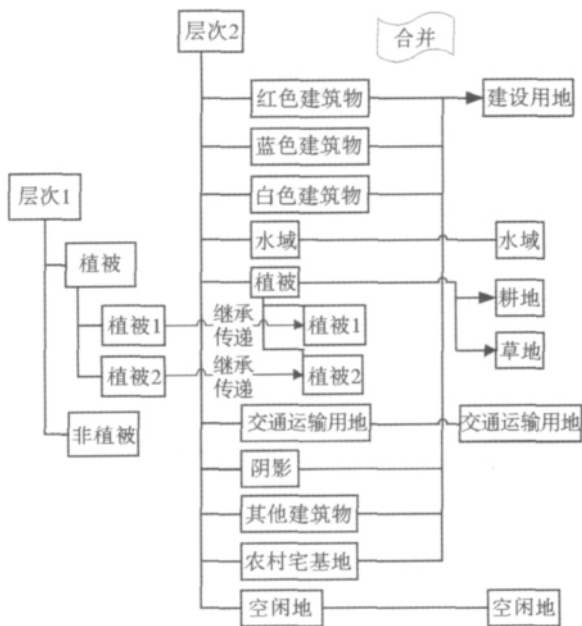 层次2
合并
红色建筑物
建设用地
蓝色建筑物
层次1
白色建筑物
水域
水域
植被
植被
耕地
植被1
继承
传递
植被1
草地
植被2
继承
传递
植被2
非植被
交通运输用地
交通运输用地
阴影
其他建筑物
农村宅基地
空闲地
空闲地